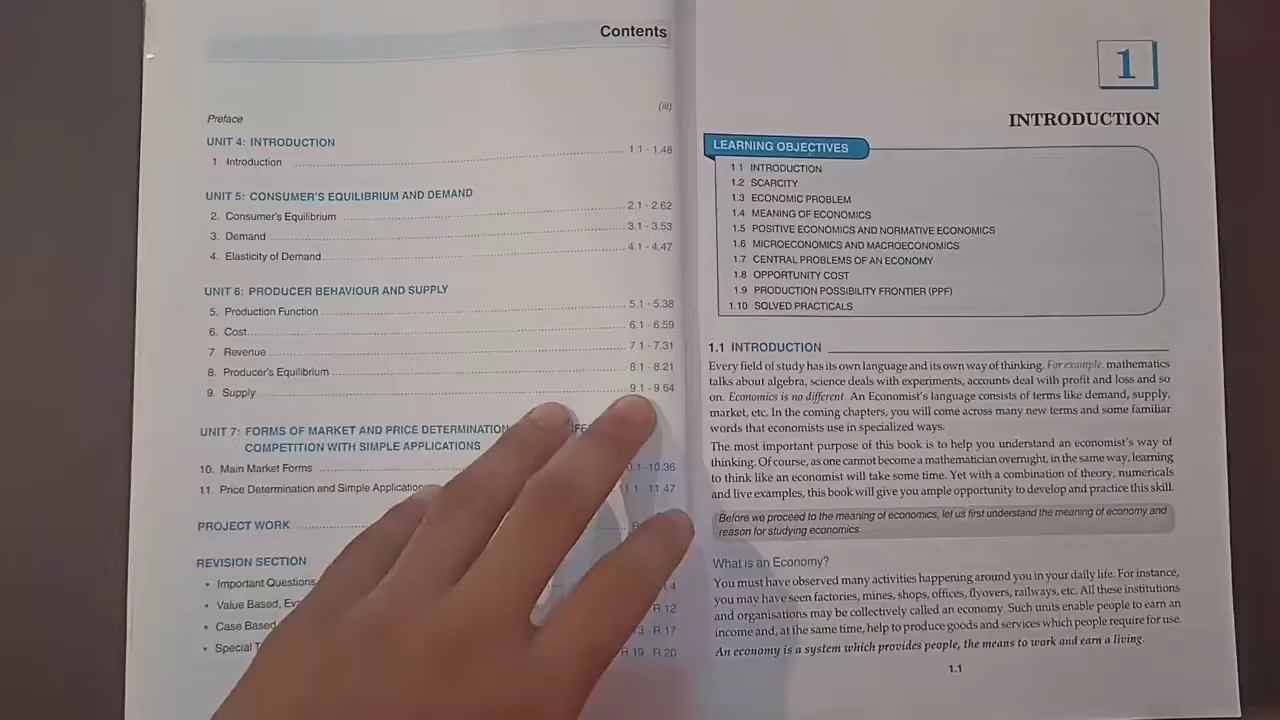 Contents
(iii)
Preface
UNIT 4: INTRODUCTION
1. Introduction 1.1 - 1.48
UNIT 5: CONSUMER'S EQUILIBRIUM AND DEMAND
2. Consumer's Equilibrium 2.1 - 2.62
3. Demand 3.1 - 3.53
4. Elasticity of Demand 4.1 - 4.47
UNIT 6: PRODUCER BEHAVIOUR AND SUPPLY
5. Production Function 5.1 - 5.38
6. Cost 6.1 - 6.59
7. Revenue 7.1 - 7.31
8. Producer's Equilibrium 8.1 - 8.21
9. Supply 9.1 - 9.64
UNIT 7: FORMS OF MARKET AND PRICE DETERMINATION
COMPETITION WITH SIMPLE APPLICATIONS
10. Main Market Forms 10.36
11. Price Determination and Simple 11.1 - 11.47
PROJECT WORK
REVISION SECTION
• Important Questions
• Value Based,
• Case Based R 17
• Special R 19 R 20
1
INTRODUCTION
LEARNING OBJECTIVES
1.1 INTRODUCTION
1.2 SCARCITY
1.3 ECONOMIC PROBLEM
1.4 MEANING OF ECONOMICS
1.5 POSITIVE ECONOMICS AND NORMATIVE ECONOMICS
1.6 MICROECONOMICS AND MACROECONOMICS
1.7 CENTRAL PROBLEMS OF AN ECONOMY
1.8 OPPORTUNITY COST
1.9 PRODUCTION POSSIBILITY FRONTIER (PPF)
1.10 SOLVED PRACTICALS
1.1 INTRODUCTION
Every field of study has its own language and its own way of thinking. For example, mathematics
talks about algebra, science deals with experiments, accounts deal with profit and loss and so
on. Economics is no different. An Economist's language consists of terms like demand, supply,
market, etc. In the coming chapters, you will come across many new terms and some familiar
words that economists use in specialized ways.
The most important purpose of this book is to help you understand an economist's way of
thinking. Of course, as one cannot become a mathematician overnight, in the same way, learning
to think like an economist will take some time. Yet with a combination of theory, numericals
and live examples, this book will give you ample opportunity to develop and practice this skill.
Before we proceed to the meaning of economics, let us first understand the meaning of economy and
reason for studying economics.
What is an Economy?
You must have observed many activities happening around you in your daily life. For instance,
you may have seen factories, mines, shops, offices, flyovers, railways, etc. All these institutions
and organisations may be collectively called an economy. Such units enable people to earn an
income and, at the same time, help to produce goods and services which people require for use.
An economy is a system which provides people, the means to work and earn a living.
1.1